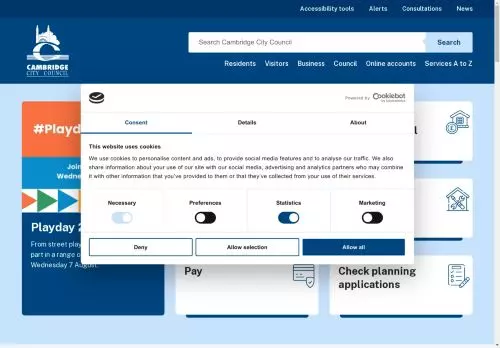 Accessibility tools Alerts Consultations News
CAMBRIDGE
CITY COUNCIL
Search Cambridge City Council Search
Residents Visitors Business Council Online accounts Services A to Z
Powered by Cookiebot
Consent Details About
This website uses cookies
We use cookies to personalise content and ads, to provide social media features and to analyse our traffic. We also
share information about your use of our site with our social media, advertising and analytics partners who may combine
it with other information that you've provided to them or that they've collected from your use of their services.
Necessary Preferences Statistics Marketing
Deny Allow selection Allow all
#Playd
Join
Wednes
Playday 2
From street play
part in a range o
Wednesday 7 August.
Pay
Check planning
applications